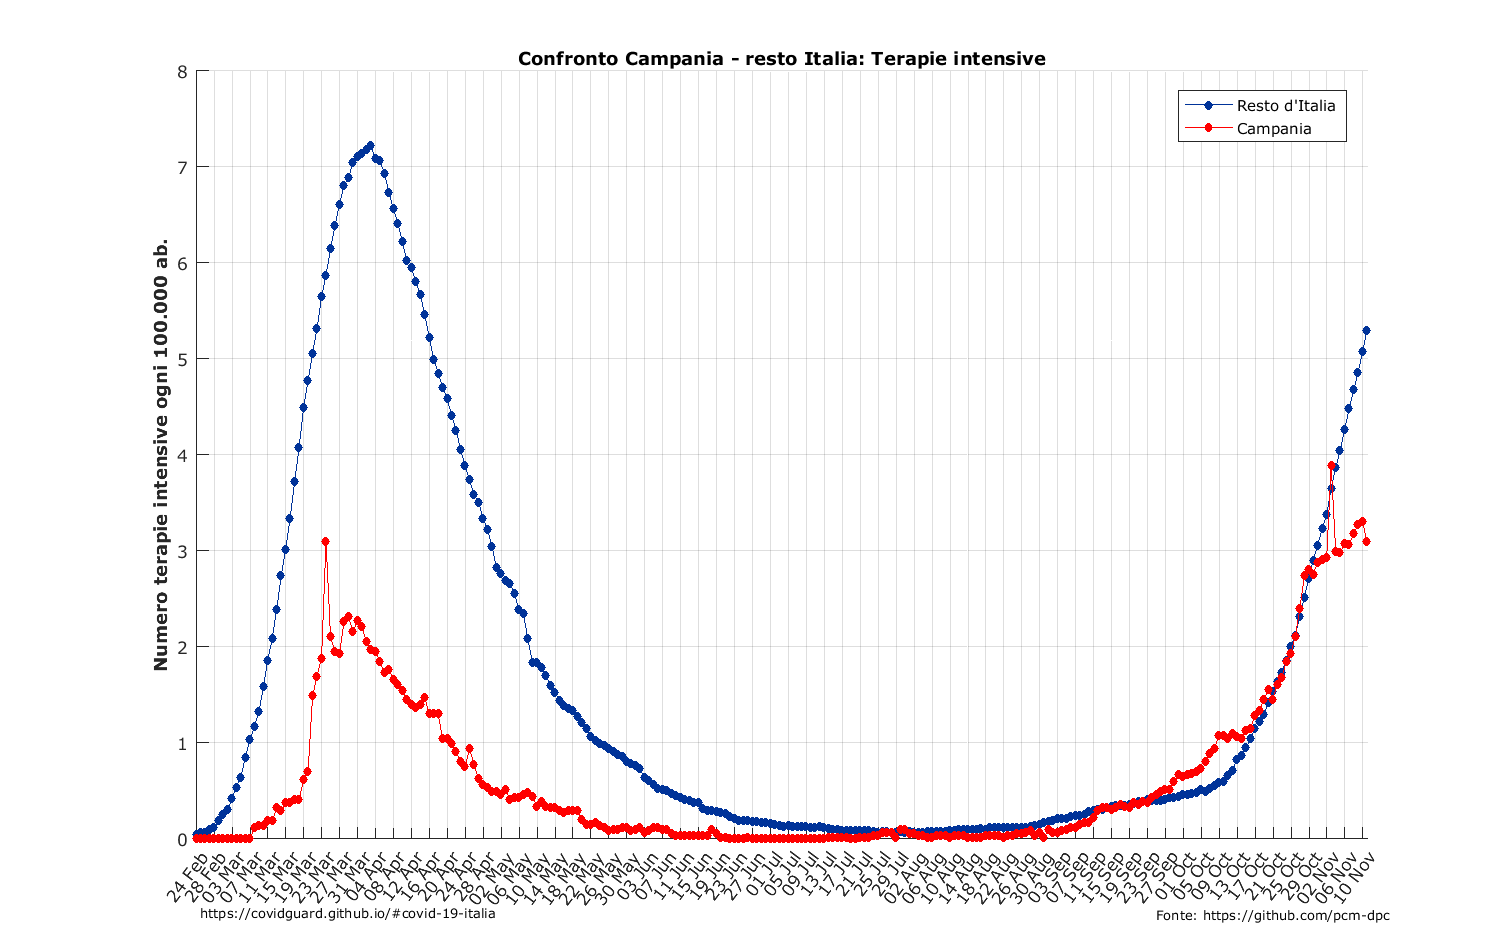 Confronto Campania - resto Italia: Terapie intensive
Resto d'Italia
Campania
Numero terapie intensive ogni 100.000 ab.
8
7
6
5
4
3
2
1
0
24 Feb
28 Feb
03 Mar
07 Mar
11 Mar
15 Mar
19 Mar
23 Mar
27 Mar
31 Mar
04 Apr
08 Apr
12 Apr
16 Apr
20 Apr
24 Apr
28 Apr
02 May
06 May
10 May
14 May
18 May
22 May
26 May
30 May
03 Jun
07 Jun
11 Jun
15 Jun
19 Jun
23 Jun
27 Jun
01 Jul
05 Jul
09 Jul
13 Jul
17 Jul
21 Jul
25 Jul
29 Jul
02 Aug
06 Aug
10 Aug
14 Aug
18 Aug
22 Aug
26 Aug
30 Aug
03 Sep
07 Sep
11 Sep
15 Sep
19 Sep
23 Sep
27 Sep
01 Oct
05 Oct
09 Oct
13 Oct
17 Oct
21 Oct
25 Oct
29 Oct
02 Nov
06 Nov
10 Nov
https://covidguard.github.io/#covid-19-italia
Fonte: https://github.com/pcm-dpc